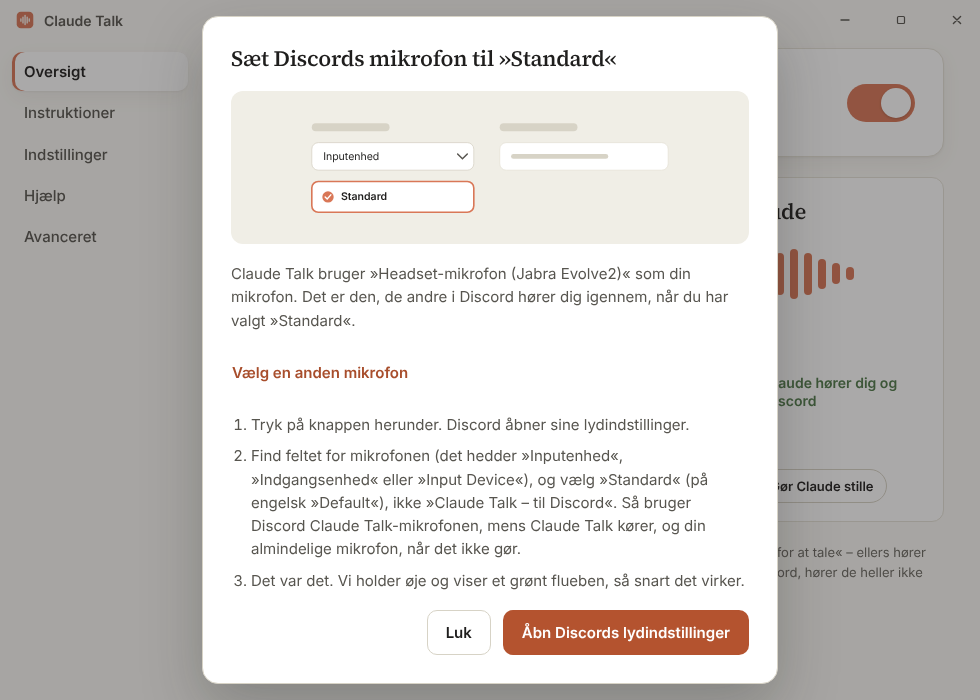 Claude Talk
Oversigt
Instruktioner
Indstillinger
Hjælp
Avanceret
Sæt Discords mikrofon til »Standard«
Inputenhed
Standard
Claude Talk bruger »Headset-mikrofon (Jabra Evolve2)« som din
mikrofon. Det er den, de andre i Discord hører dig igennem, når du har
valgt »Standard«.
Vælg en anden mikrofon
1. Tryk på knappen herunder. Discord åbner sine lydindstillinger.
2. Find feltet for mikrofonen (det hedder »Inputenhed«,
»Indgangsenhed« eller »Input Device«), og vælg »Standard« (på
engelsk »Default«), ikke »Claude Talk – til Discord«. Så bruger
Discord Claude Talk-mikrofonen, mens Claude Talk kører, og din
almindelige mikrofon, når det ikke gør.
3. Det var det. Vi holder øje og viser et grønt flueben, så snart det virker.
Luk
Åbn Discords lydindstillinger
hører dig og
Claude stille
for at tale« – ellers hører
hører de heller ikke